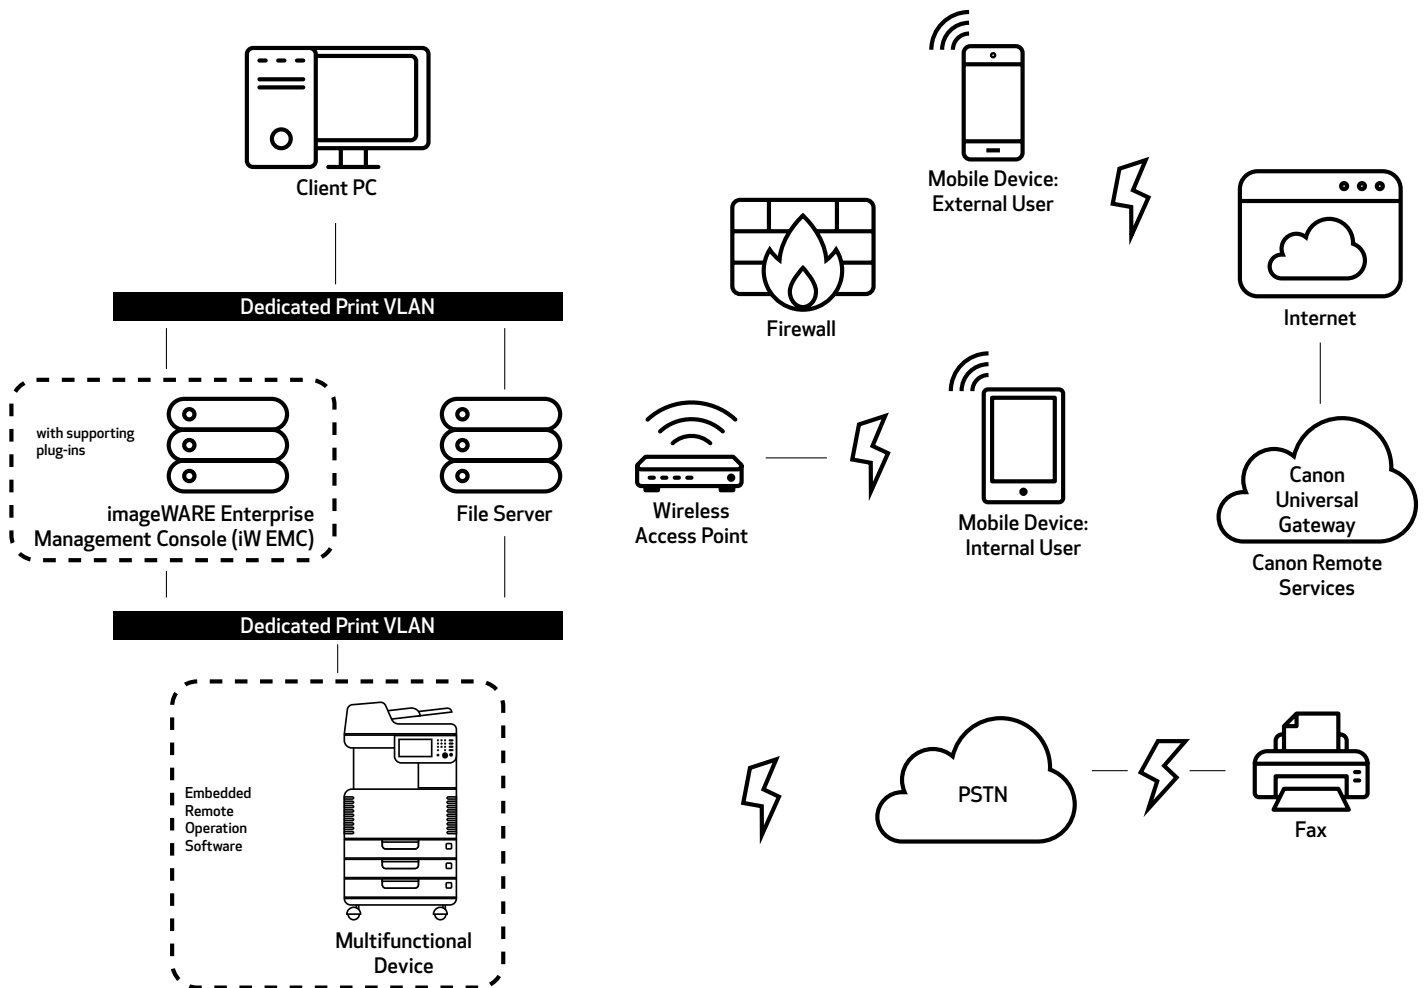 Client PC
Mobile Device:
External User
Dedicated Print VLAN
Firewall
Internet
with supporting
plug-ins
imageWARE Enterprise
Management Console (iW EMC)
File Server
Wireless
Access Point
Mobile Device:
Internal User
Canon
Universal
Gateway
Canon Remote
Services
Dedicated Print VLAN
Embedded
Remote
Operation
Software
Multifunctional
Device
PSTN
Fax